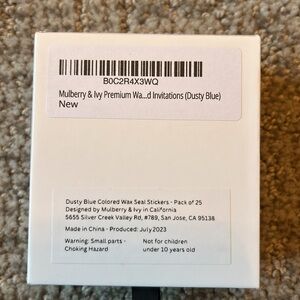 B0C2R4X3WQ
Mulberry & Ivy Premium Wa...d Invitations (Dusty Blue)
New
Dusty Blue Colored Wax Seal Stickers - Pack of 25
Designed by Mulberry & Ivy in California
5655 Silver Creek Valley Rd, #789, San Jose, CA 95138
Made in China - Produced: July 2023
Warning: Small parts - Not for children
Choking Hazard under 10 years old